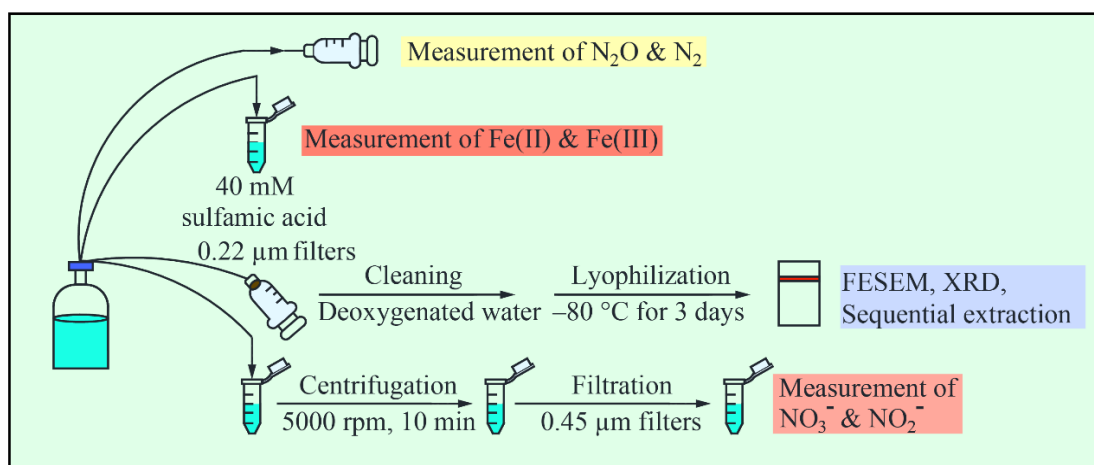 Measurement of N₂O & N₂
Measurement of Fe(II) & Fe(III)
40 mM
sulfamic acid
0.22 µm filters
Cleaning
Deoxygenated water
Lyophilization
–80 °C for 3 days
FESEM, XRD,
Sequential extraction
Centrifugation
5000 rpm, 10 min
Filtration
0.45 µm filters
Measurement of
NO₃⁻ & NO₂⁻